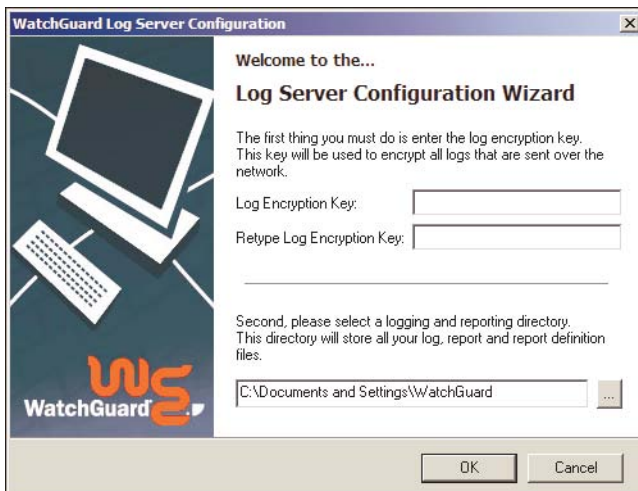 WatchGuard Log Server Configuration
Welcome to the...
Log Server Configuration Wizard
The first thing you must do is enter the log encryption key.
This key will be used to encrypt all logs that are sent over the
network.
Log Encryption Key:
Retype Log Encryption Key:
Second, please select a logging and reporting directory.
This directory will store all your log, report and report definition
files.
C:\Documents and Settings\WatchGuard
...
WatchGuard
OK
Cancel